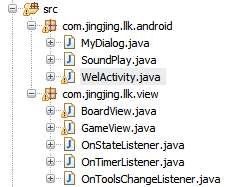 src
com.jingjing.llk.android
MyDialog.java
SoundPlay.java
WelActivity.java
com.jingjing.llk.view
BoardView.java
GameView.java
OnStateListener.java
OnTimerListener.java
OnToolsChangeListener.java